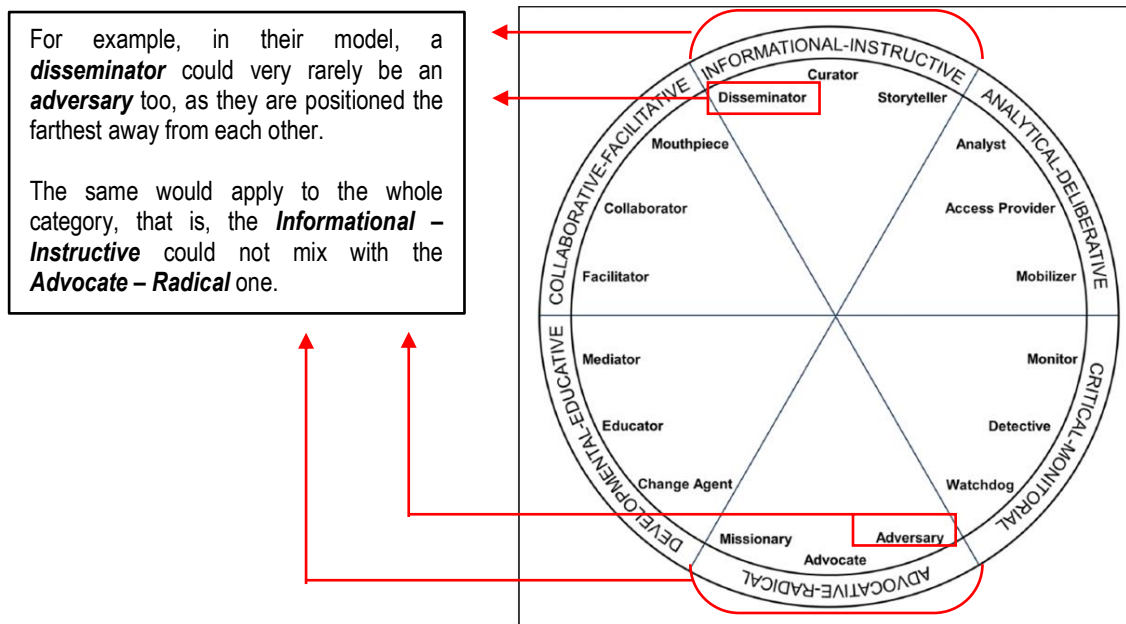 For example, in their model, a
disseminator could very rarely be an
adversary too, as they are positioned the
farthest away from each other.
The same would apply to the whole
category, that is, the Informational –
Instructive could not mix with the
Advocate – Radical one.
INFORMATIONAL-INSTRUCTIVE
Curator
Disseminator
Storyteller
ANALYTICAL-DELIBERATIVE
Analyst
Access Provider
Mobilizer
CRITICAL-MONITORIAL
Monitor
Detective
Watchdog
ADVOCATIVE-RADICAL
Adversary
Advocate
Missionary
DEVELOPMENTAL-EDUCATIVE
Change Agent
Educator
Mediator
COLLABORATIVE-FACILITATIVE
Facilitator
Collaborator
Mouthpiece